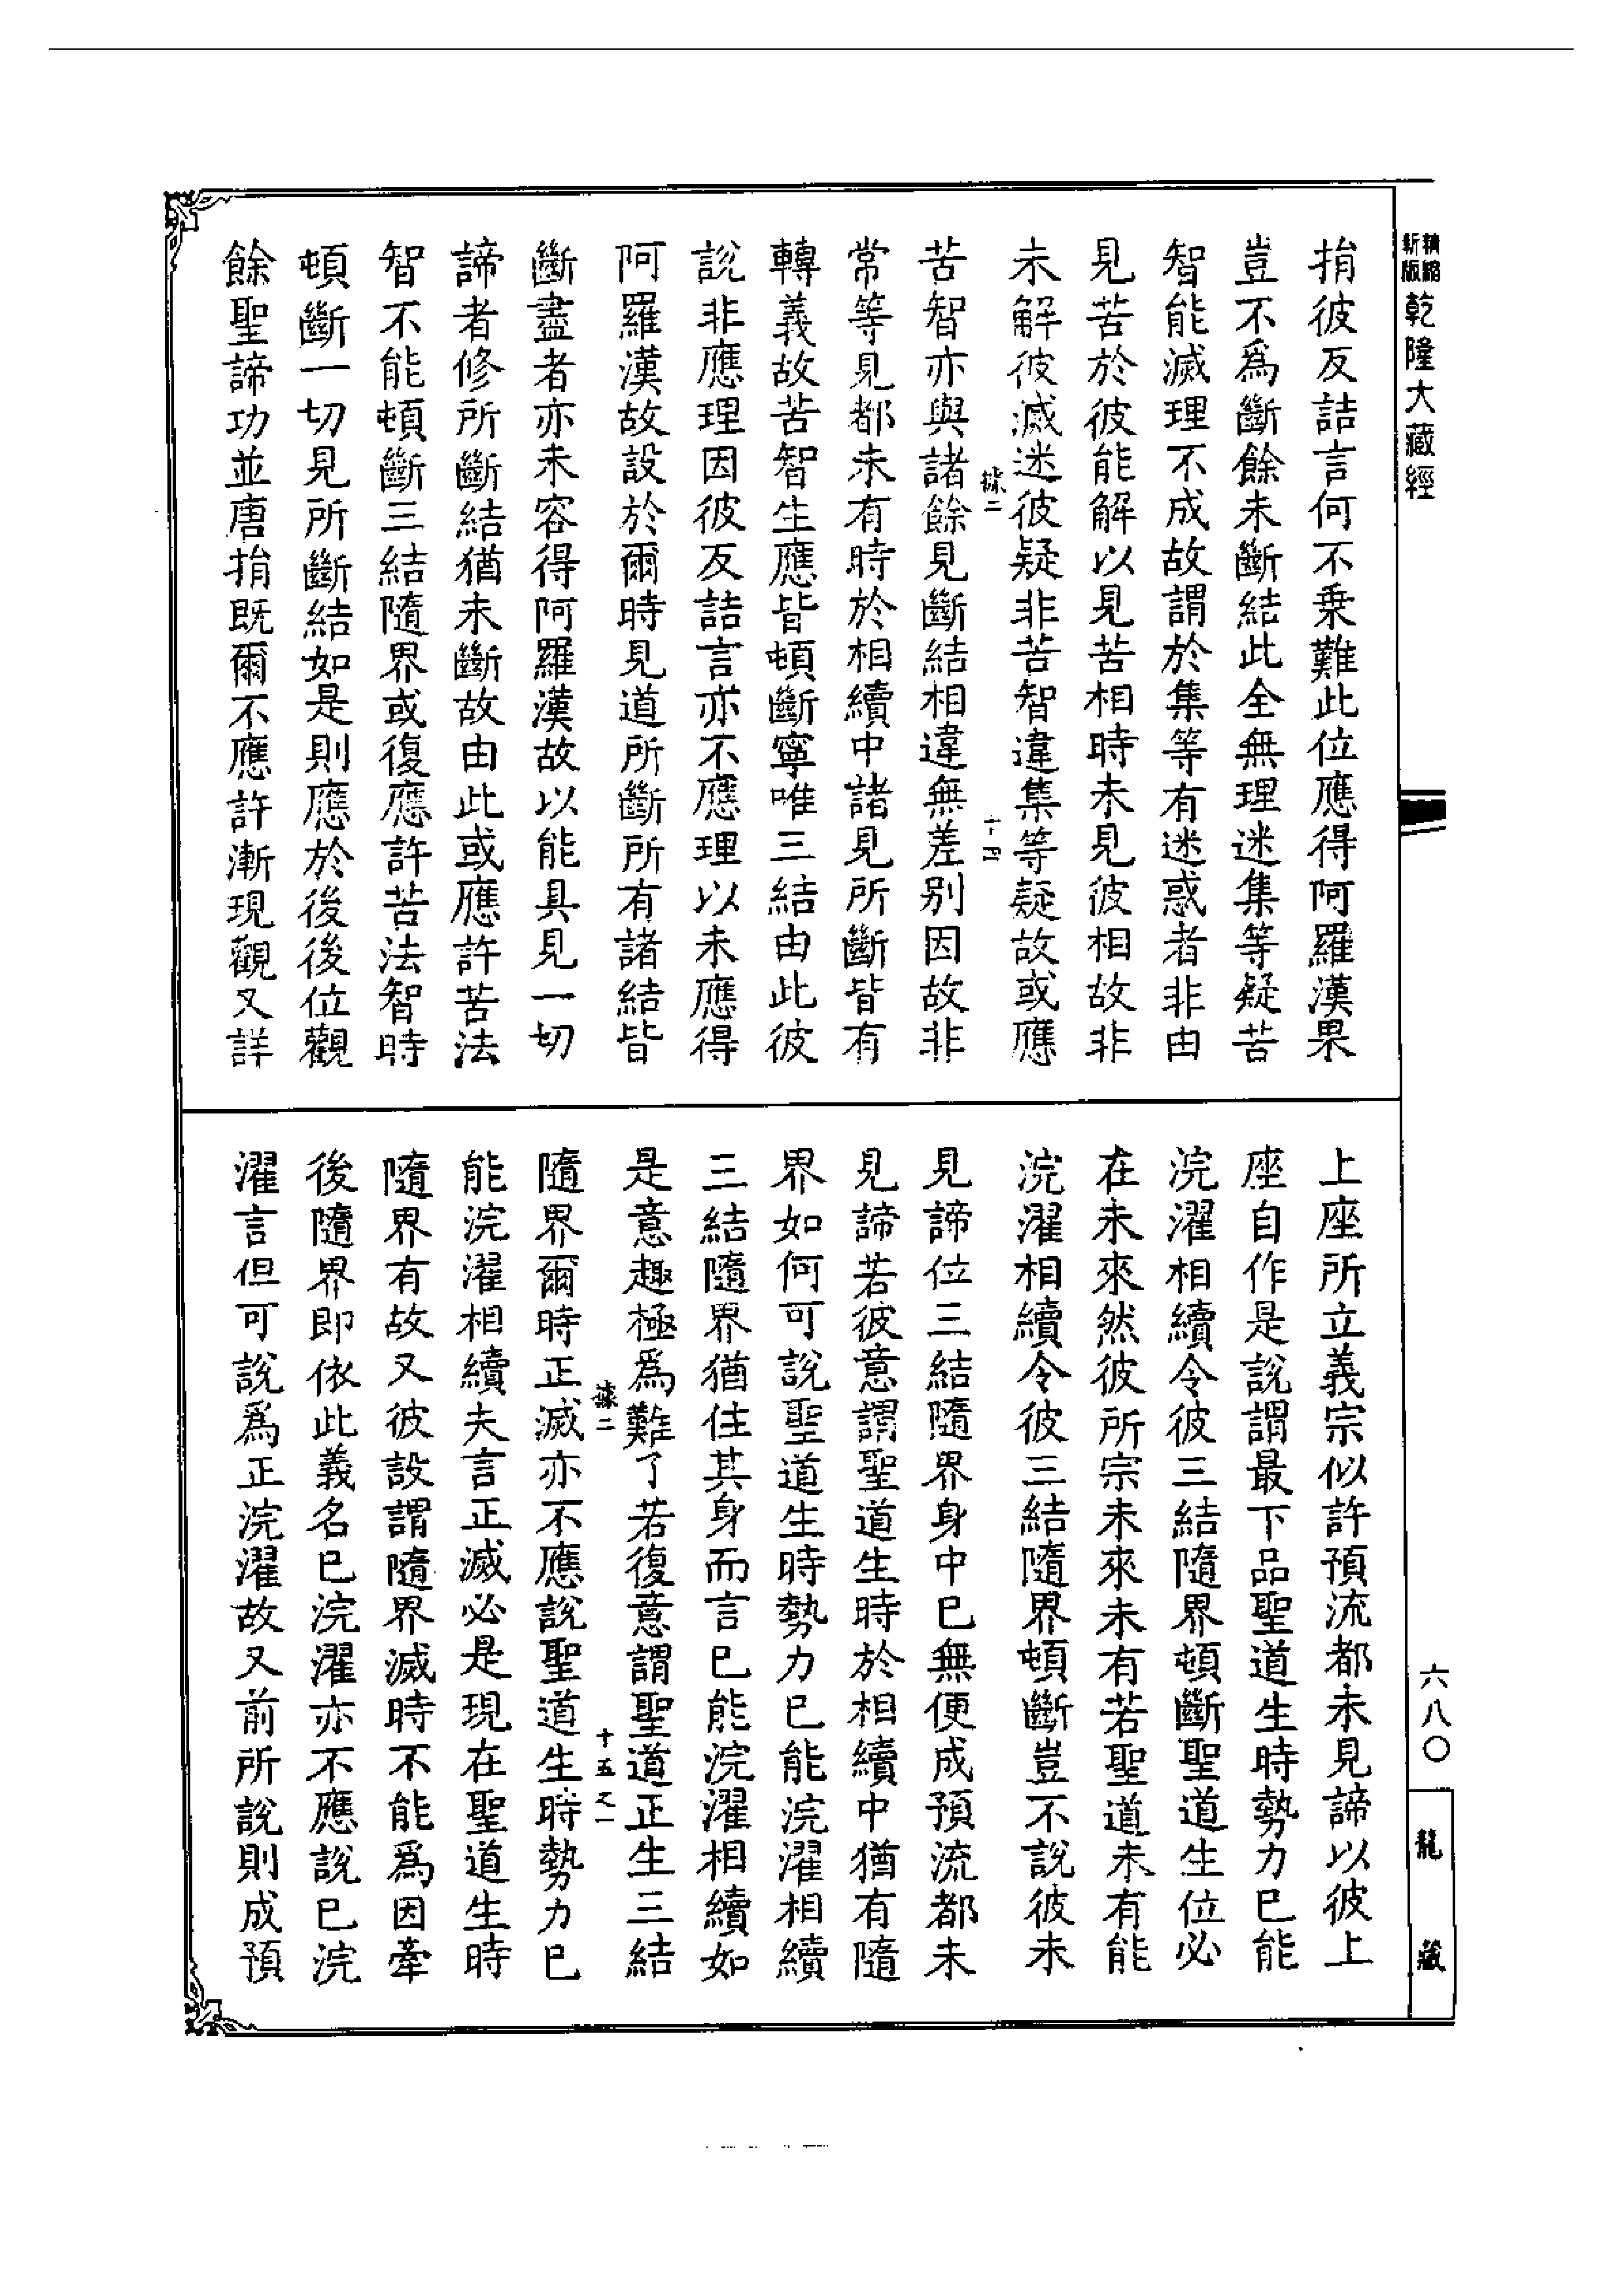 精縮
新版
乾隆大藏經
捐彼反詰言何不乗難此位應得阿羅漢果
豈不爲斷餘未斷結此全無理迷集等疑苦
智能滅理不成故謂於集等有迷惑者非由
見苦於彼能解以見苦相時未見彼相故非
未解彼滅迷彼疑非苦智違集等疑故或應
據二
十四
苦智亦與諸餘見斷結相違無差别因故非
常等見都未有時於相續中諸見所斷皆有
轉義故苦智生應皆頓斷寧唯三結由此彼
說非應理因彼反詰言亦不應理以未應得
阿羅漢故設於爾時見道所斷所有諸結皆
斷盡者亦未容得阿羅漢故以能具見一切
諦者修所斷結猶未斷故由此或應許苦法
智不能頓斷三結隨界或復應許苦法智時
頓斷一切見所斷結如是則應於後後位觀
餘聖諦功並唐捐既爾不應許漸現觀又詳
上座所立義宗似許預流都未見諦以彼上
座自作是說謂最下品聖道生時勢力巳能
浣濯相續令彼三結隨界頓斷聖道生位必
在未來然彼所宗未來未有若聖道未有能
浣濯相續令彼三結隨界頓斷豈不說彼未
見諦位三結隨界身中巳無便成預流都未
見諦若彼意謂聖道生時於相續中猶有隨
界如何可說聖道生時勢力巳能浣濯相續
三結隨界猶住其身而言巳能浣濯相續如
是意趣極爲難了若復意謂聖道正生三結
據二
十五之一
隨界爾時正滅亦不應說聖道生時勢力巳
能浣濯相續夫言正滅必是現在聖道生時
隨界有故又彼設謂隨界滅時不能爲因牽
後隨界即依此義名巳浣濯亦不應說巳浣
濯言但可說爲正浣濯故又前所說則成預
六八〇
龍藏